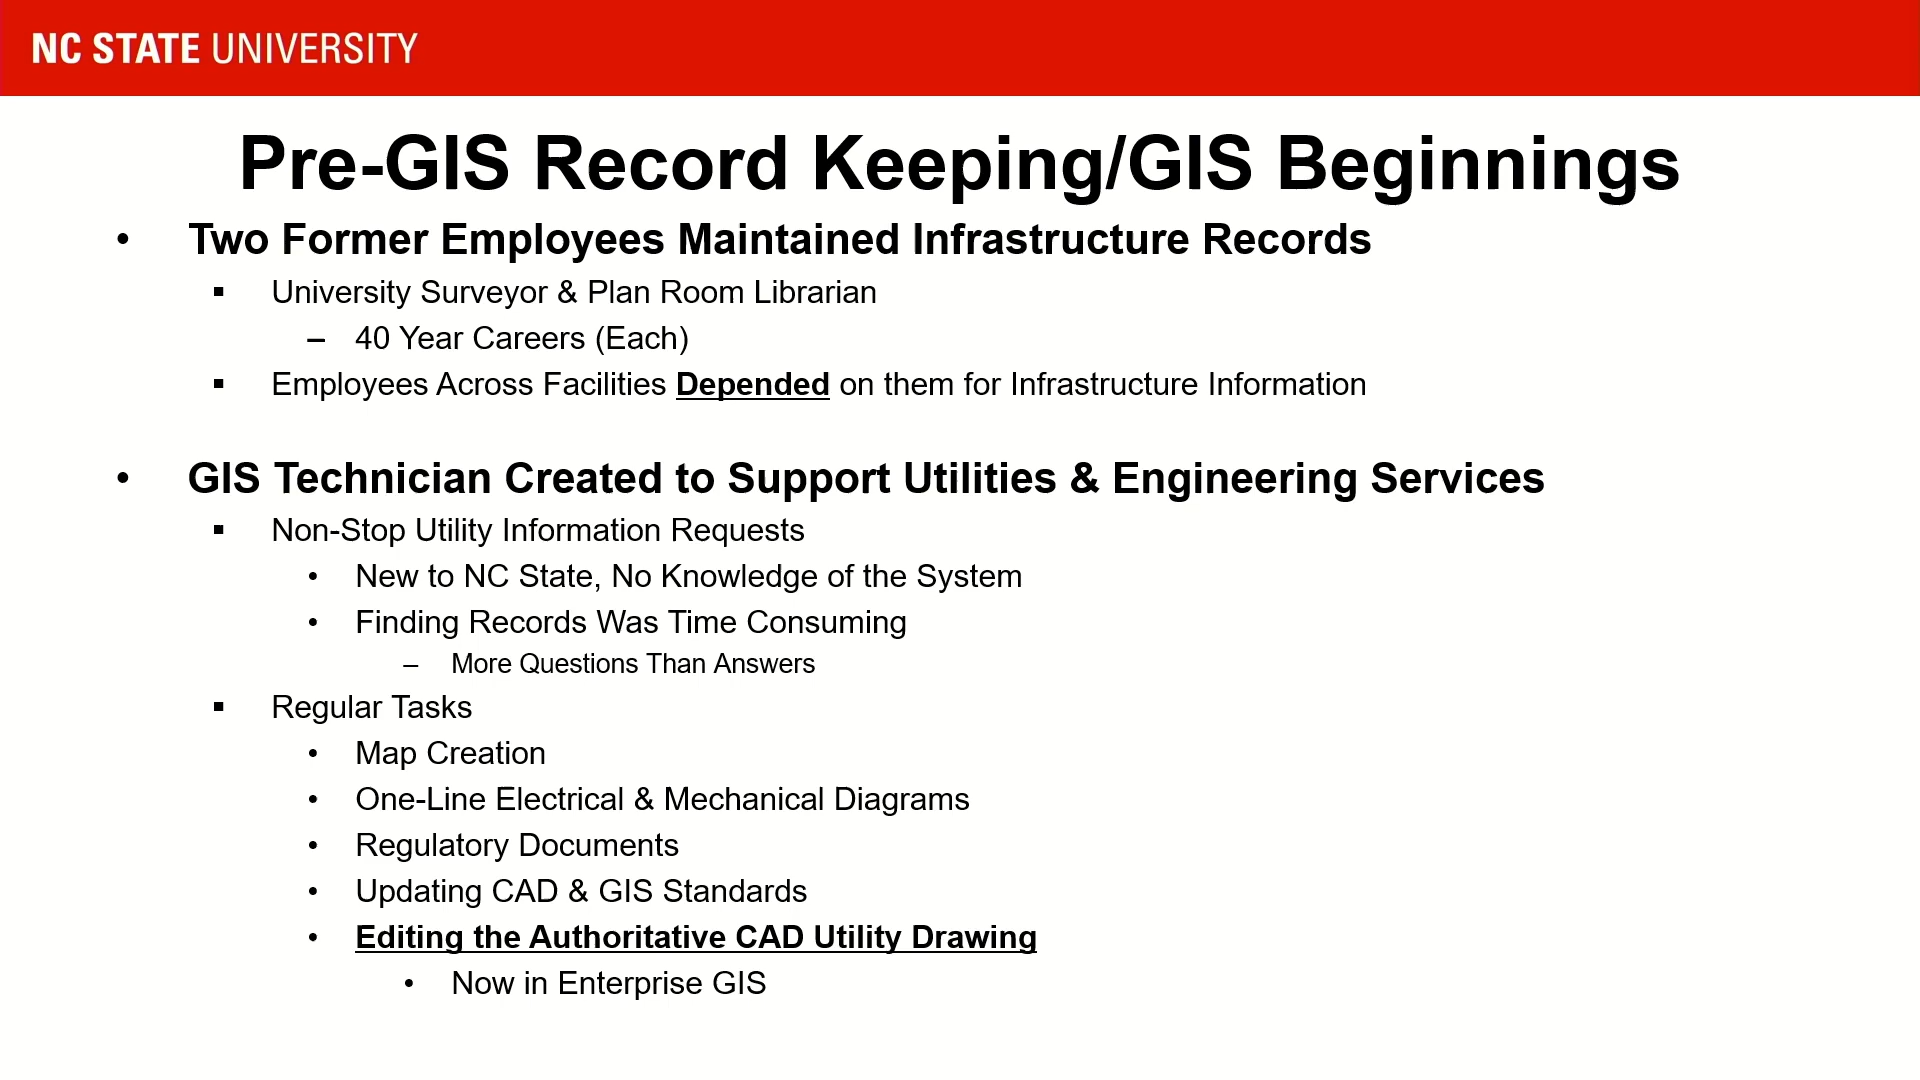 NC STATE UNIVERSITY
Pre-GIS Record Keeping/GIS Beginnings
• Two Former Employees Maintained Infrastructure Records
▪ University Surveyor & Plan Room Librarian
– 40 Year Careers (Each)
▪ Employees Across Facilities Depended on them for Infrastructure Information
• GIS Technician Created to Support Utilities & Engineering Services
▪ Non-Stop Utility Information Requests
• New to NC State, No Knowledge of the System
• Finding Records Was Time Consuming
– More Questions Than Answers
▪ Regular Tasks
• Map Creation
• One-Line Electrical & Mechanical Diagrams
• Regulatory Documents
• Updating CAD & GIS Standards
• Editing the Authoritative CAD Utility Drawing
• Now in Enterprise GIS